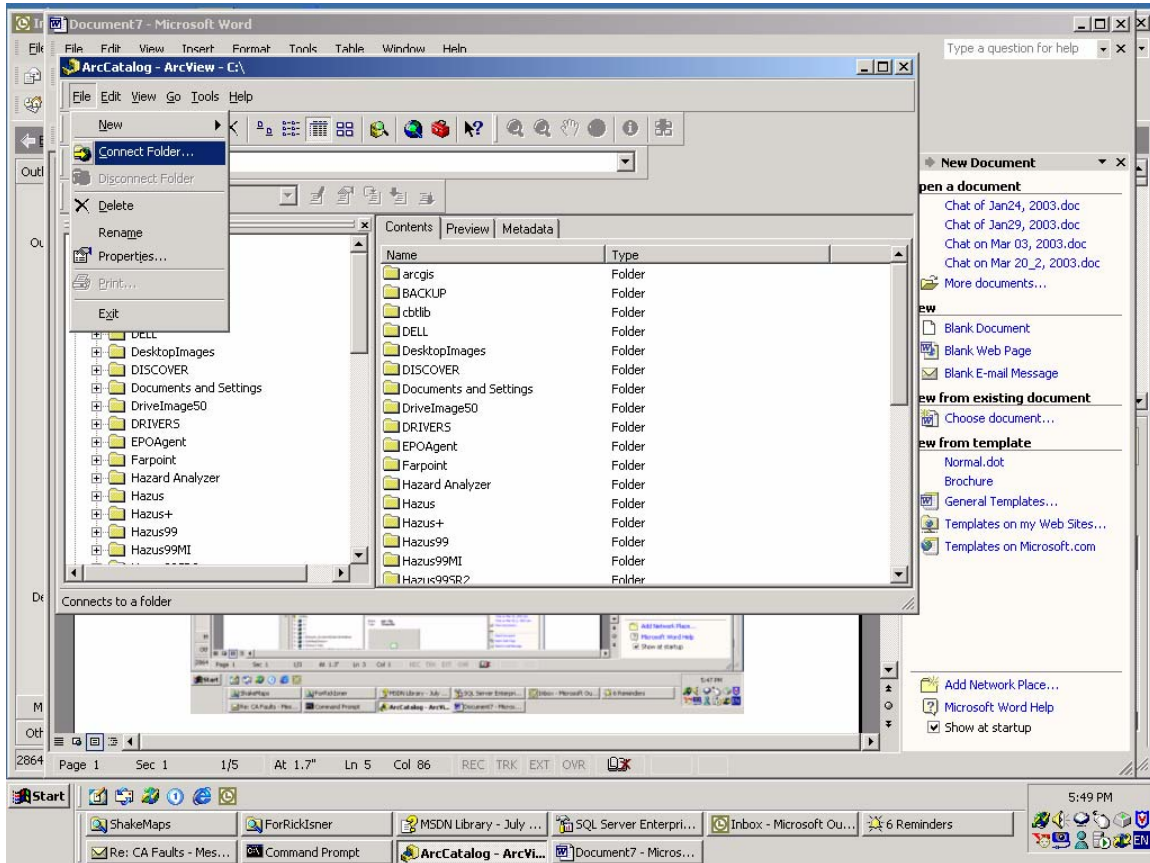 Document7 - Microsoft Word
File Edit View Insert Format Tools Table Window Help
Type a question for help
ArcCatalog - ArcView - C:\
File Edit View Go Tools Help
New
Connect Folder...
Disconnect Folder
Delete
Rename
Properties...
Print...
Exit
DELL
DesktopImages
DISCOVER
Documents and Settings
DriveImage50
DRIVERS
EPOAgent
Farpoint
Hazard Analyzer
Hazus
Hazus+
Hazus99
Hazus99MI
Contents Preview Metadata
Name Type
arcgis Folder
BACKUP Folder
cbtlib Folder
DELL Folder
DesktopImages Folder
DISCOVER Folder
Documents and Settings Folder
DriveImage50 Folder
DRIVERS Folder
EPOAgent Folder
Farpoint Folder
Hazard Analyzer Folder
Hazus Folder
Hazus+ Folder
Hazus99 Folder
Hazus99MI Folder
Hazus99SR2 Folder
Connects to a folder
New Document
pen a document
Chat of Jan24, 2003.doc
Chat of Jan29, 2003.doc
Chat on Mar 03, 2003.doc
Chat on Mar 20_2, 2003.doc
More documents...
ew
Blank Document
Blank Web Page
Blank E-mail Message
ew from existing document
Choose document...
ew from template
Normal.dot
Brochure
General Templates...
Templates on my Web Sites...
Templates on Microsoft.com
Add Network Place...
Microsoft Word Help
Show at startup
Page 1 Sec 1 1/5 At 1.7" Ln 5 Col 86 REC TRK EXT OVR
2864
Start
5:49 PM
ShakeMaps ForRickIsner MSDN Library - July ... SQL Server Enterpri... Inbox - Microsoft Ou... 6 Reminders
Re: CA Faults - Mes... Command Prompt ArcCatalog - ArcVi... Document7 - Micros...
EN